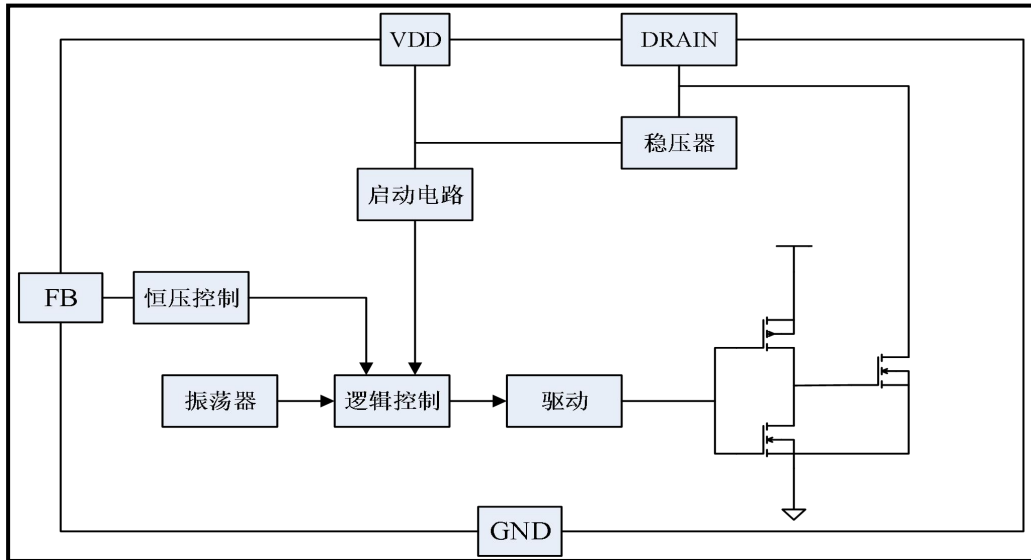 VDD
DRAIN
稳压器
启动电路
FB
恒压控制
振荡器
逻辑控制
驱动
GND